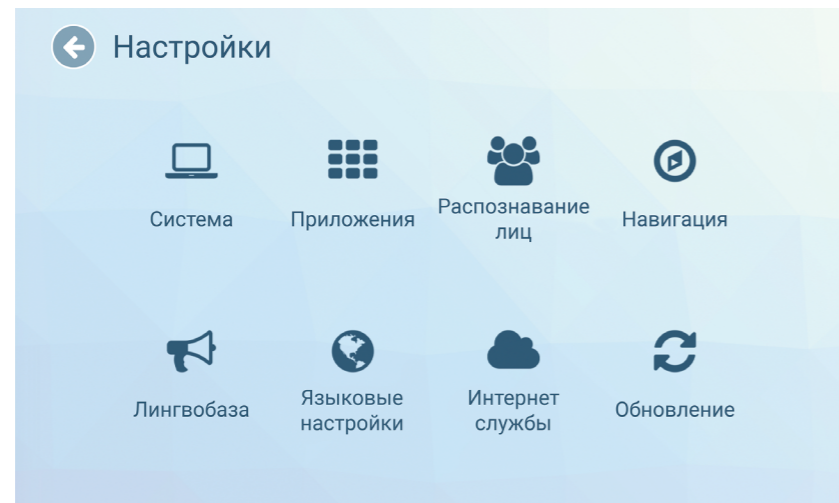 Настройки
Система
Приложения
Распознавание
лиц
Навигация
Лингвобаза
Языковые
настройки
Интернет
службы
Обновление